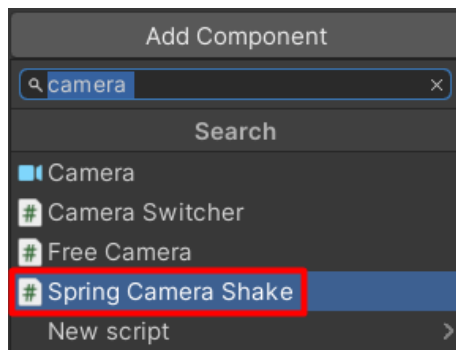 Add Component
camera
Search
Camera
Camera Switcher
Free Camera
Spring Camera Shake
New script